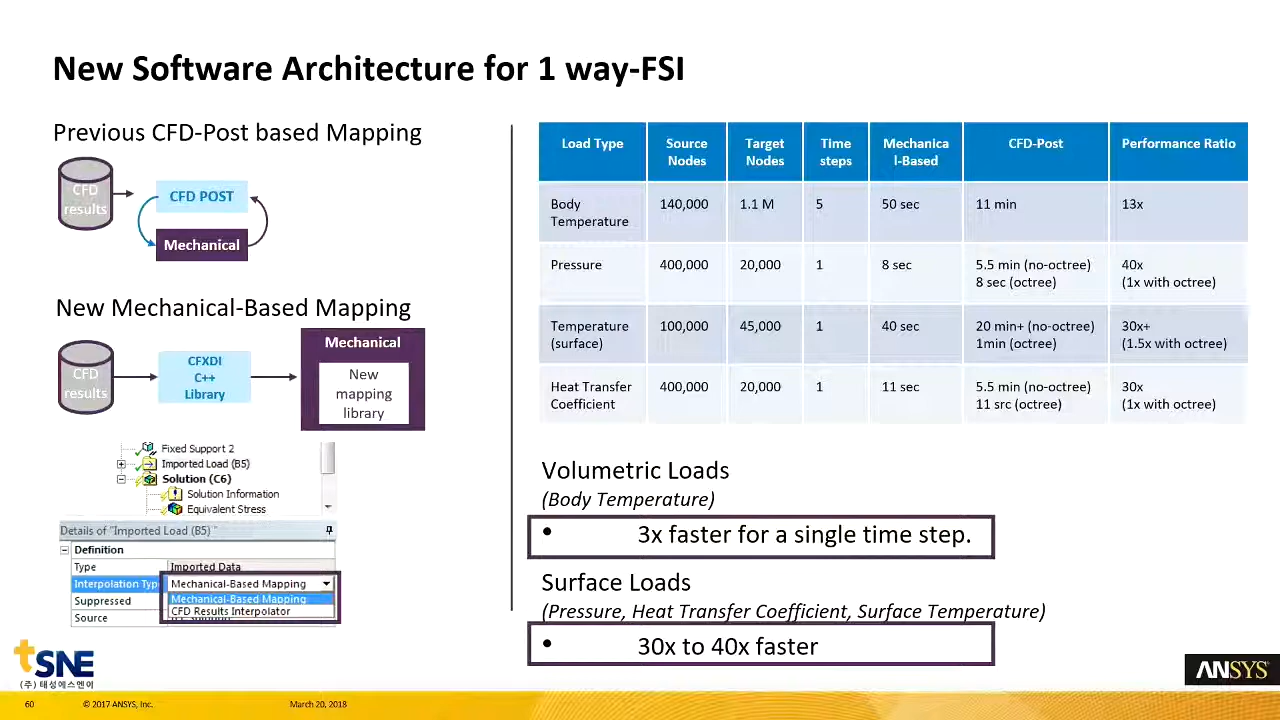 New Software Architecture for 1 way-FSI
Previous CFD-Post based Mapping
CFD
results
CFD POST
Mechanical
New Mechanical-Based Mapping
CFD
results
CFXDI
C++
Library
Mechanical
New
mapping
library
Fixed Support 2
Imported Load (B5)
Solution (C6)
Solution Information
Equivalent Stress
Details of "Imported Load (B5) "
Definition
Type Imported Data
Interpolation Typ Mechanical-Based Mapping
Mechanical-Based Mapping
Suppressed CFD Results Interpolator
Source
Load Type Source Nodes Target Nodes Time steps Mechanica l-Based CFD-Post Performance Ratio
Body Temperature 140,000 1.1 M 5 50 sec 11 min 13x
Pressure 400,000 20,000 1 8 sec 5.5 min (no-octree) 40x
8 sec (octree) (1x with octree)
Temperature 100,000 45,000 1 40 sec 20 min+ (no-octree) 30x+
(surface) 1min (octree) (1.5x with octree)
Heat Transfer 400,000 20,000 1 11 sec 5.5 min (no-octree) 30x
Coefficient 11 src (octree) (1x with octree)
Volumetric Loads
(Body Temperature)
• 3x faster for a single time step.
Surface Loads
(Pressure, Heat Transfer Coefficient, Surface Temperature)
• 30x to 40x faster
tSNE
(주) 태성에스엔이
ANSYS
60 © 2017 ANSYS, Inc. March 20, 2018